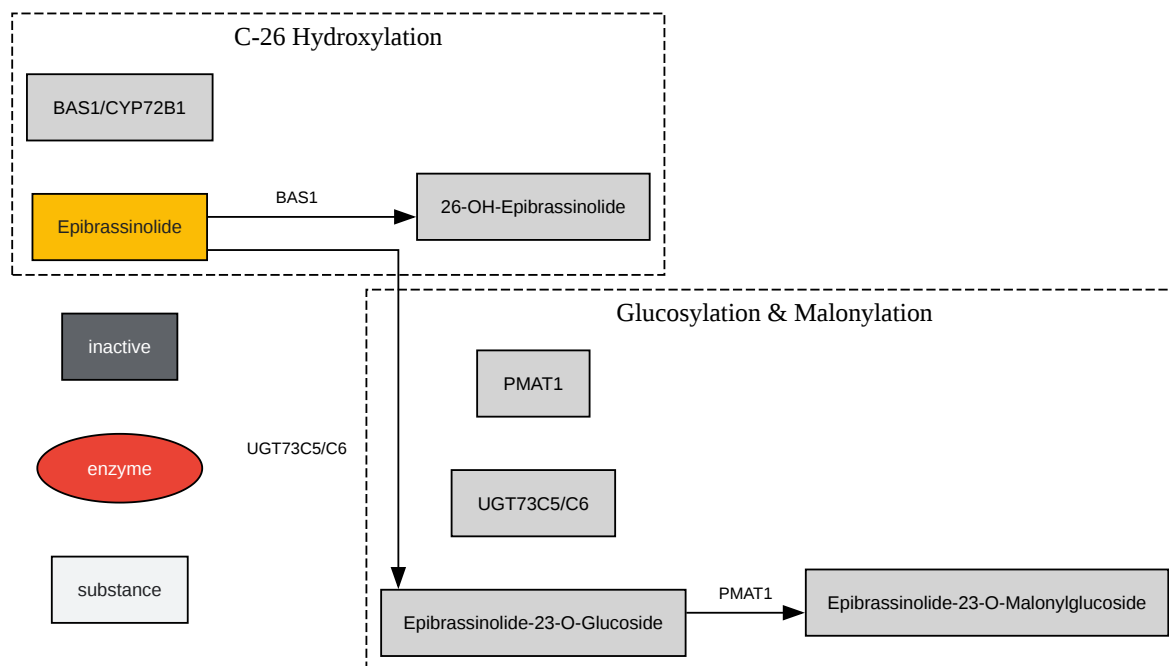 C-26 Hydroxylation
BAS1/CYP72B1
Epibrassinolide
BAS1
26-OH-Epibrassinolide
inactive
enzyme
substance
UGT73C5/C6
Glucosylation & Malonylation
PMAT1
UGT73C5/C6
Epibrassinolide-23-O-Glucoside
PMAT1
Epibrassinolide-23-O-Malonylglucoside